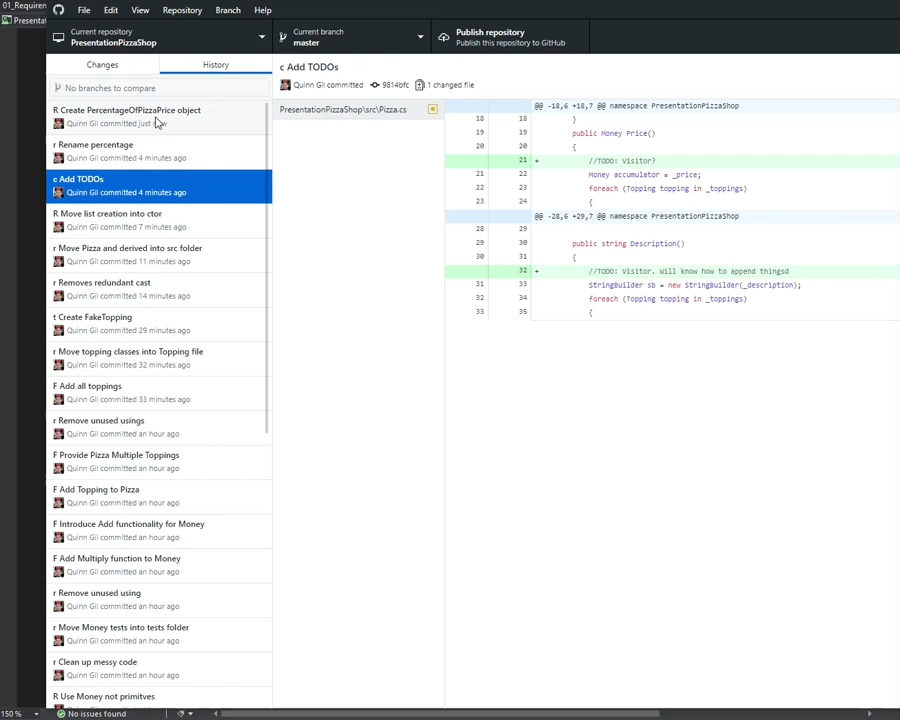 01_Requiren
Presentat
File Edit View Repository Branch Help
Current repository
PresentationPizzaShop
Current branch
master
Publish repository
Publish this repository to GitHub
Changes
History
No branches to compare
R Create PercentageOfPizzaPrice object
Quinn Gil committed just now
r Rename percentage
Quinn Gil committed 4 minutes ago
c Add TODOs
Quinn Gil committed 4 minutes ago
R Move list creation into ctor
Quinn Gil committed 7 minutes ago
r Move Pizza and derived into src folder
Quinn Gil committed 11 minutes ago
r Removes redundant cast
Quinn Gil committed 14 minutes ago
t Create FakeTopping
Quinn Gil committed 29 minutes ago
r Move topping classes into Topping file
Quinn Gil committed 32 minutes ago
F Add all toppings
Quinn Gil committed 33 minutes ago
r Remove unused usings
Quinn Gil committed an hour ago
F Provide Pizza Multiple Toppings
Quinn Gil committed an hour ago
F Add Topping to Pizza
Quinn Gil committed an hour ago
F Introduce Add functionality for Money
Quinn Gil committed an hour ago
F Add Multiply function to Money
Quinn Gil committed an hour ago
r Remove unused using
Quinn Gil committed an hour ago
r Move Money tests into tests folder
Quinn Gil committed an hour ago
r Clean up messy code
Quinn Gil committed an hour ago
R Use Money not primitves
c Add TODOs
Quinn Gil committed 9814bfc 1 changed file
PresentationPizzaShop\src\Pizza.cs
@@ -18,6 +18,7 @@ namespace PresentationPizzaShop
18 18 }
19 19 public Money Price()
20 20 {
21 + //TODO: Visitor?
21 22 Money accumulator = _price;
22 23 foreach (Topping topping in _toppings)
23 24 {
@@ -28,6 +29,7 @@ namespace PresentationPizzaShop
28 29
29 30 public string Description()
30 31 {
32 + //TODO: Visitor. Will know how to append thingsd
31 33 StringBuilder sb = new StringBuilder(_description);
32 34 foreach (Topping topping in _toppings)
33 35 {
150 % No issues found